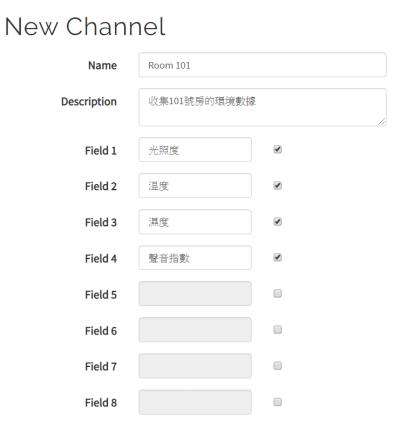 New Channel
Name Room 101
Description 收集101號房的環境數據
Field 1 光照度
Field 2 溫度
Field 3 濕度
Field 4 聲音指數
Field 5
Field 6
Field 7
Field 8